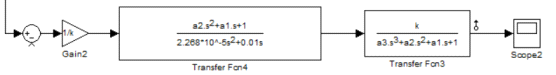 1/k
Gain2
a2.s²+a1.s+1
2.268*10^-5s²+0.01s
Transfer Fcn4
k
a3.s³+a2.s²+a1.s+1
Transfer Fcn3
Scope2